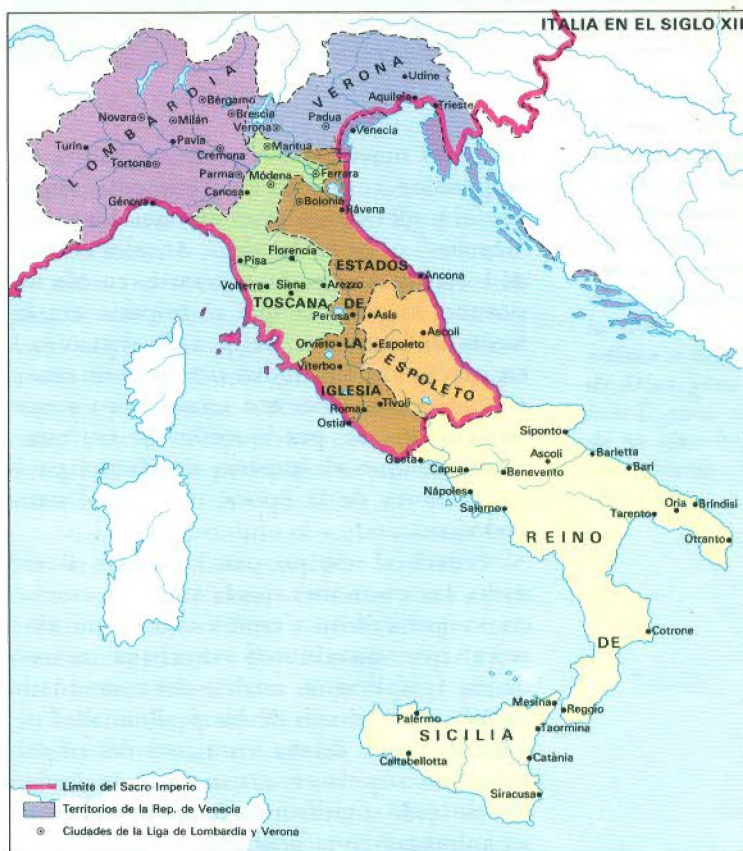 ITALIA EN EL SIGLO XII
LOMBARDIA
VERONA
Udine
Aquileia
Trieste
Bérgamo
Novara
Milán
Brescia
Verona
Padua
Venecia
Turín
Pavía
Mantua
Tortona
Cremona
Parma
Módena
Ferrara
Canosa
Bolonia
Génova
Rávena
Florencia
Pisa
ESTADOS
Ancona
Volterra
Siena
Arezzo
TOSCANA
DE
Perusa
Asís
Ascoli
Orvieto
LA
Espoleto
Viterbo
ESPOLETO
IGLESIA
Tívoli
Roma
Ostia
Siponto
Gaeta
Ascoli
Barletta
Capua
Benevento
Bari
Nápoles
Salerno
Oria
Bríndisi
Tarento
REINO
Otranto
DE
Cotrone
Mesina
Reggio
Palermo
SICILIA
Taormina
Caltabellotta
Catània
Siracusa
Límite del Sacro Imperio
Territorios de la Rep. de Venecia
Ciudades de la Liga de Lombardía y Verona